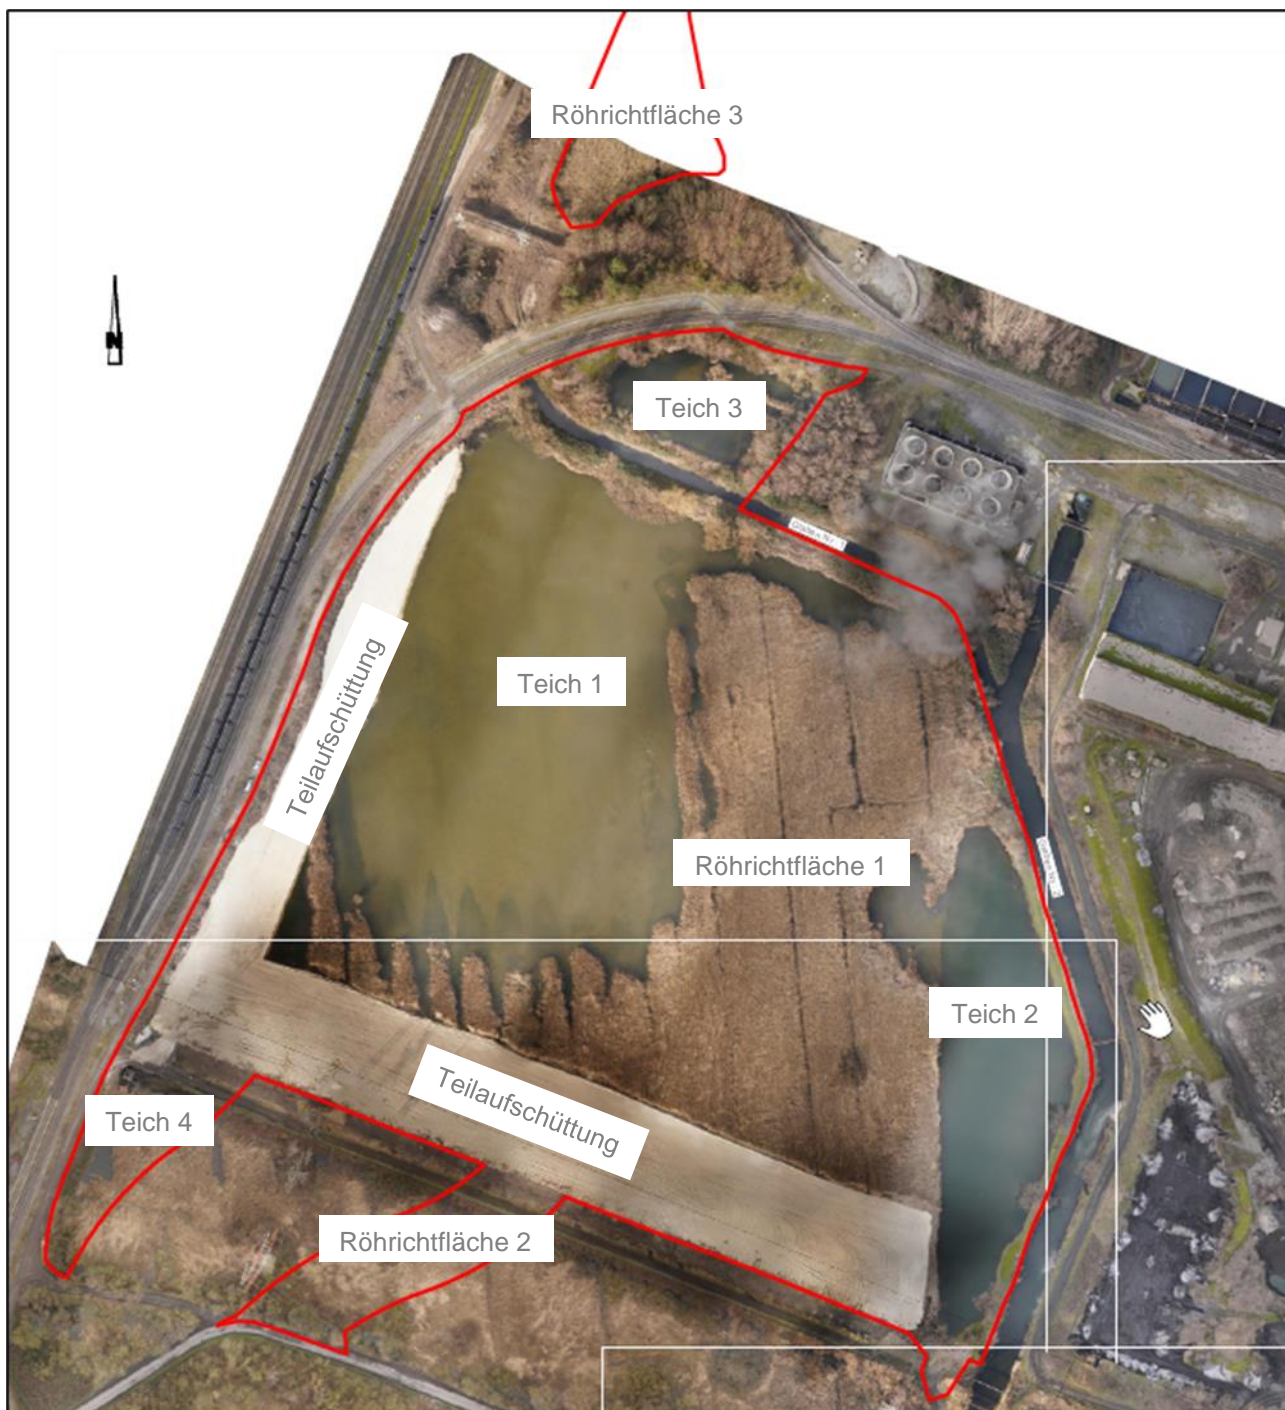 Röhrichtfläche 3
N
Teich 3
Teilaufschüttung
Teich 1
Röhrichtfläche 1
Teich 2
Teilaufschüttung
Teich 4
Röhrichtfläche 2